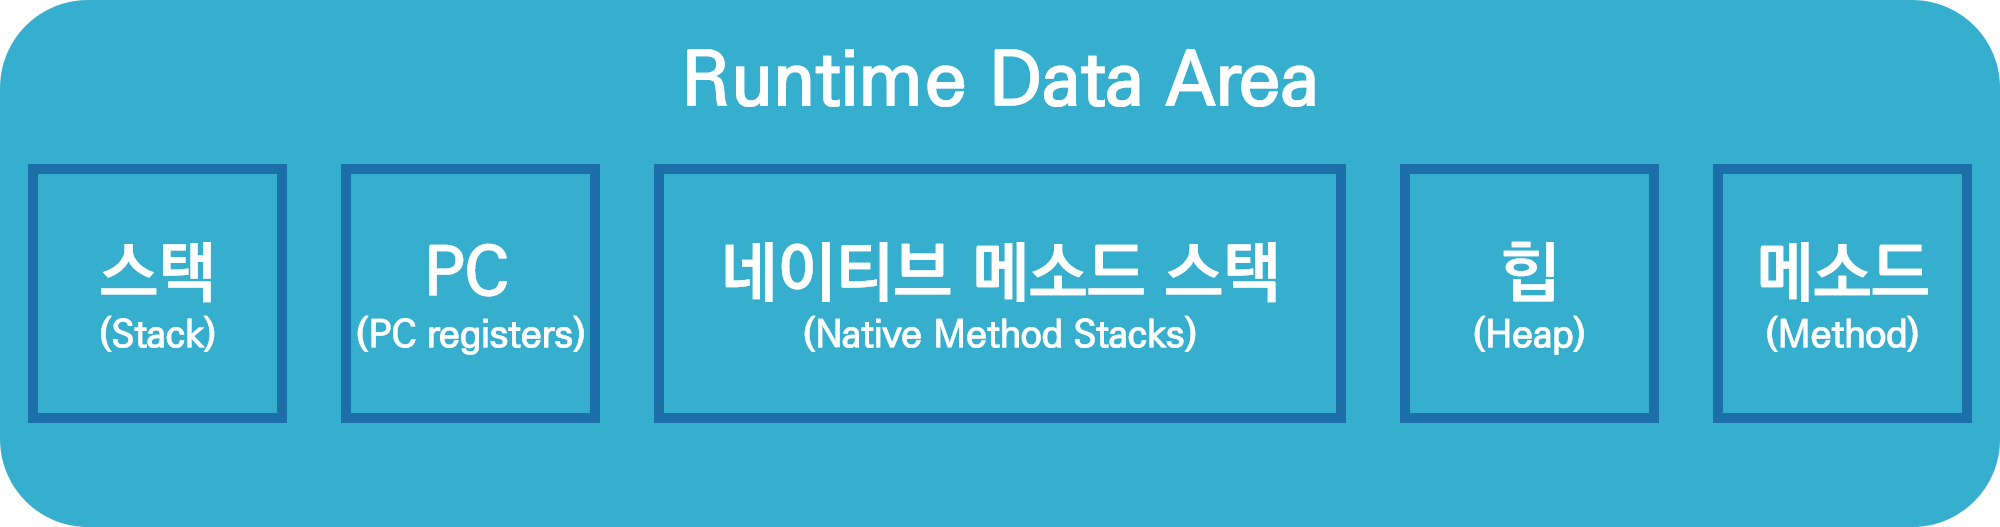 Runtime Data Area
스택
(Stack)
PC
(PC registers)
네이티브 메소드 스택
(Native Method Stacks)
힙
(Heap)
메소드
(Method)